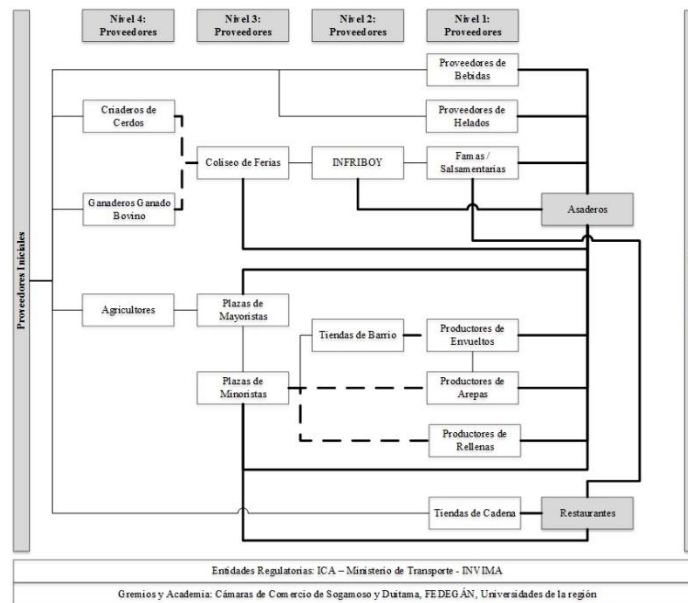 Nivel 4:
Proveedores
Nivel 3:
Proveedores
Nivel 2:
Proveedores
Nivel 1:
Proveedores
Proveedores Iniciales
Proveedores de
Bebidas
Criaderos de
Cerdos
Proveedores de
Helados
Coliseo de Ferias
INFRIBOY
Famas /
Salsamentarias
Ganaderos Ganado
Bovino
Asaderos
Agricultores
Plazas de
Mayoristas
Tiendas de Barrio
Productores de
Envueltos
Plazas de
Minoristas
Productores de
Arepas
Productores de
Rellenas
Tiendas de Cadena
Restaurantes
Entidades Regulatorias: ICA – Ministerio de Transporte - INVIMA
Gremios y Academia: Cámaras de Comercio de Sogamoso y Duitama, FEDEGÁN, Universidades de la región